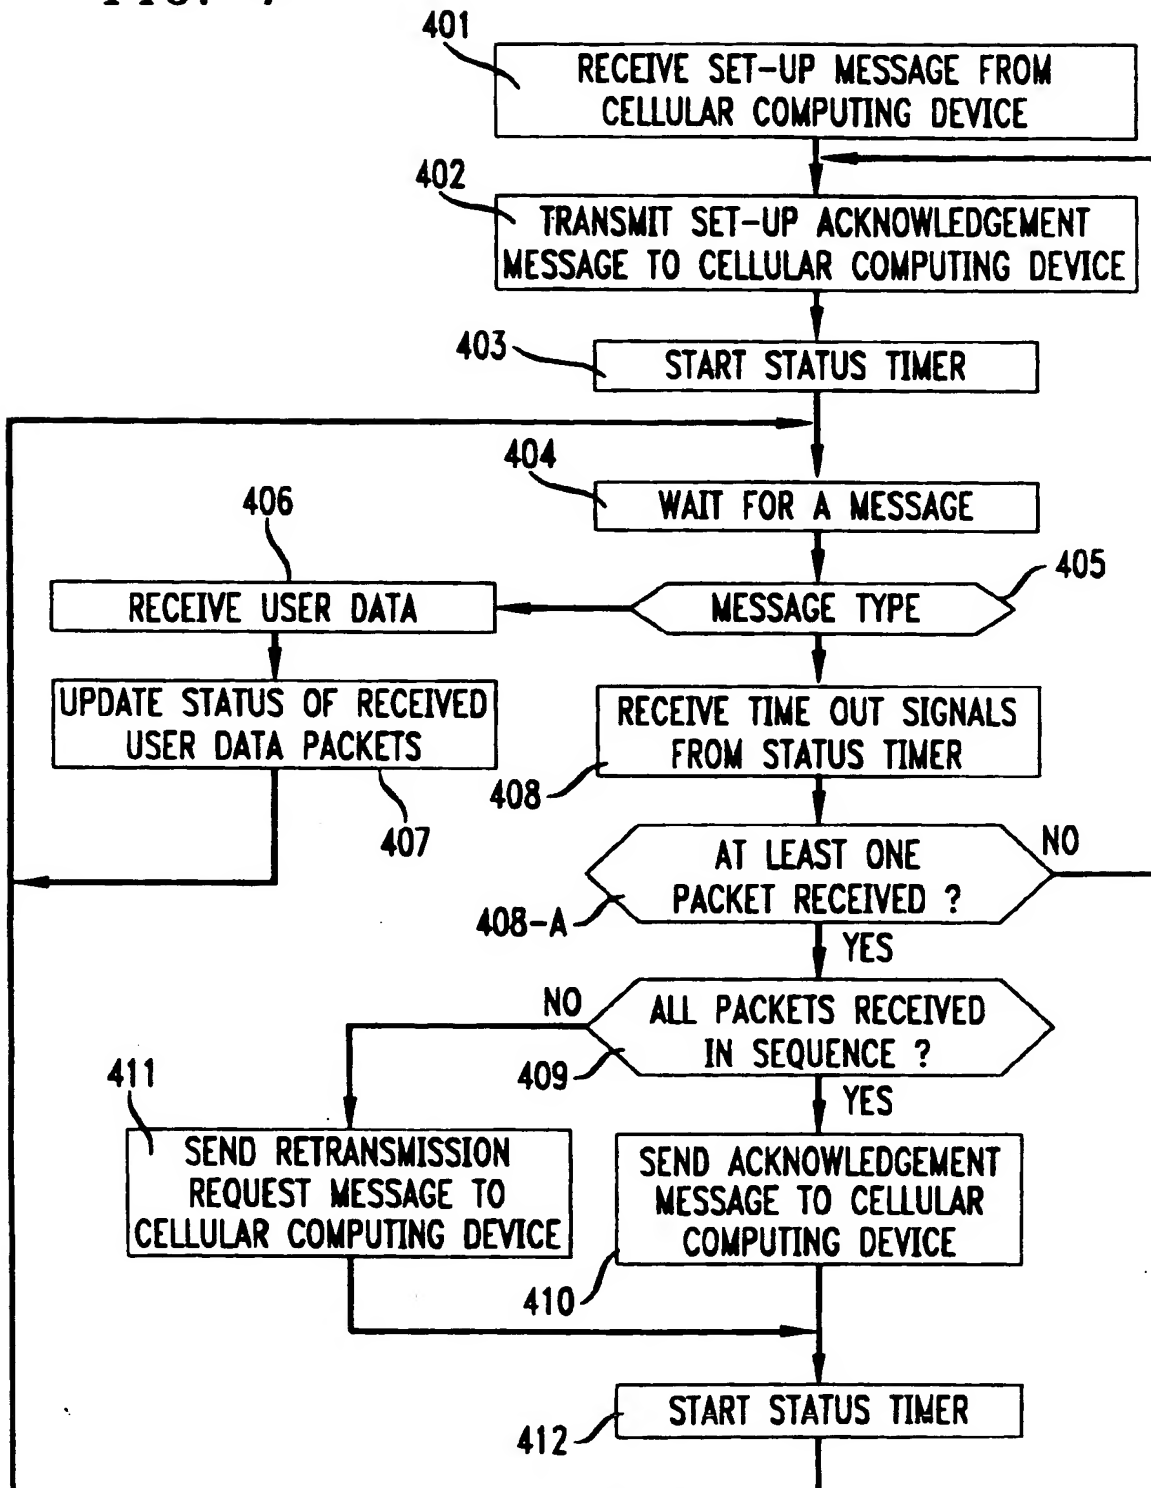 401
RECEIVE SET-UP MESSAGE FROM
CELLULAR COMPUTING DEVICE
402
TRANSMIT SET-UP ACKNOWLEDGEMENT
MESSAGE TO CELLULAR COMPUTING DEVICE
403
START STATUS TIMER
404
WAIT FOR A MESSAGE
405
MESSAGE TYPE
406
RECEIVE USER DATA
UPDATE STATUS OF RECEIVED
USER DATA PACKETS
407
RECEIVE TIME OUT SIGNALS
FROM STATUS TIMER
408
AT LEAST ONE
PACKET RECEIVED ?
408-A
NO
YES
ALL PACKETS RECEIVED
IN SEQUENCE ?
409
NO
YES
411
SEND RETRANSMISSION
REQUEST MESSAGE TO
CELLULAR COMPUTING DEVICE
SEND ACKNOWLEDGEMENT
MESSAGE TO CELLULAR
COMPUTING DEVICE
410
START STATUS TIMER
412